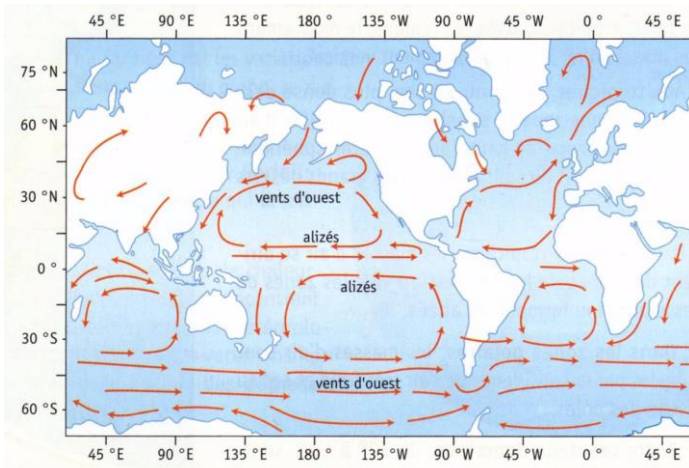 45 °E 90 °E 135 °E 180 ° 135 °W 90 °W 45 °W 0 ° 45 °E
75 °N
60 °N
30 °N
0 °
30 °S
60 °S
vents d'ouest
alizés
alizés
vents d'ouest
45 °E 90 °E 135 °E 180 ° 135 °W 90 °W 45 °W 0 ° 45 °E